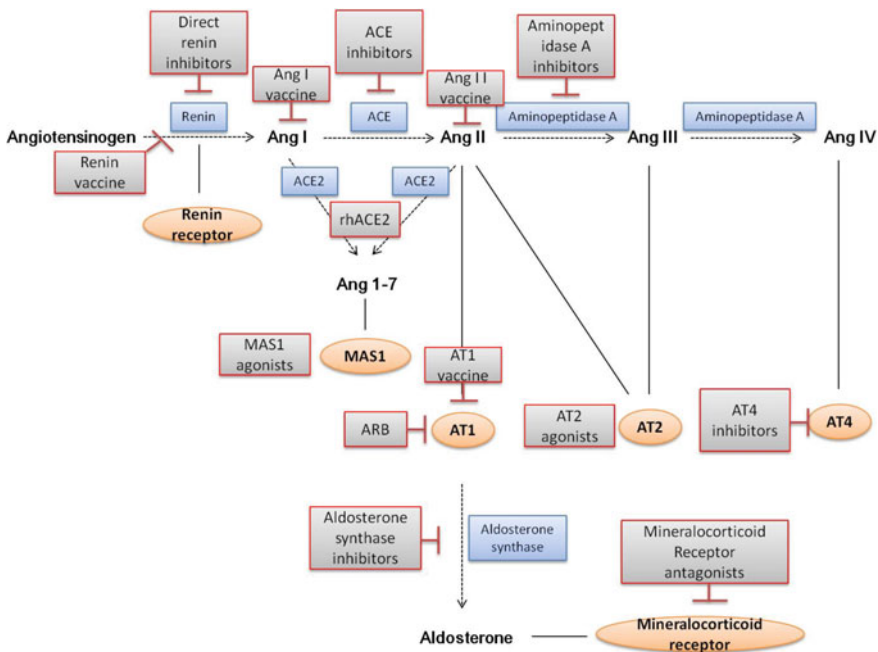 Direct
renin
inhibitors
ACE
inhibitors
Aminopept
idase A
inhibitors
Ang I
vaccine
Ang I I
vaccine
Renin
ACE
Aminopeptidase A
Aminopeptidase A
Angiotensinogen
Ang I
Ang II
Ang III
Ang IV
Renin
vaccine
ACE2
ACE2
Renin
receptor
rhACE2
Ang 1-7
MAS1
agonists
MAS1
AT1
vaccine
ARB
AT1
AT2
agonists
AT2
AT4
inhibitors
AT4
Aldosterone
synthase
inhibitors
Aldosterone
synthase
Mineralocorticoid
Receptor
antagonists
Aldosterone
Mineralocorticoid
receptor